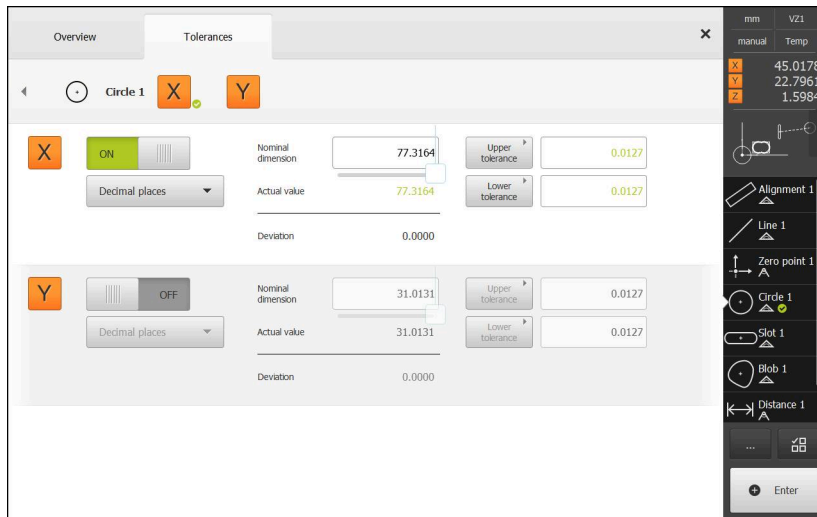 Overview
Tolerances
×
Circle 1
X
Y
X
ON
Nominal
dimension
77.3164
Upper
tolerance
0.0127
Decimal places
Actual value
77.3164
Lower
tolerance
0.0127
Deviation
0.0000
Y
OFF
Nominal
dimension
31.0131
Upper
tolerance
0.0127
Decimal places
Actual value
31.0131
Lower
tolerance
0.0127
Deviation
0.0000
mm
VZ1
manual
Temp
X 45.0178
Y 22.7961
Z 1.5984
Alignment 1
Line 1
Zero point 1
Circle 1
Slot 1
Blob 1
Distance 1
...
Enter